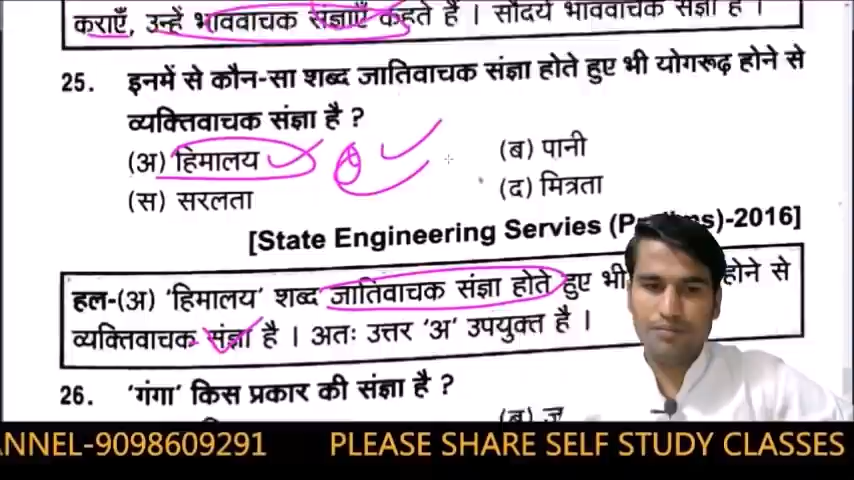 कराएँ, उन्हें भाववाचक संज्ञाएँ कहते हैं । सौंदर्य भाववाचक संज्ञा है ।
25. इनमें से कौन-सा शब्द जातिवाचक संज्ञा होते हुए भी योगरूढ़ होने से
व्यक्तिवाचक संज्ञा है ?
(अ) हिमालय (ब) पानी
(स) सरलता (द) मित्रता
[State Engineering Servies (Prelims)-2016]
हल-(अ) 'हिमालय' शब्द जातिवाचक संज्ञा होते हुए भी होने से
व्यक्तिवाचक संज्ञा है । अतः उत्तर 'अ' उपयुक्त है ।
26. 'गंगा' किस प्रकार की संज्ञा है ?
(ब)
ANNEL-9098609291 PLEASE SHARE SELF STUDY CLASSES